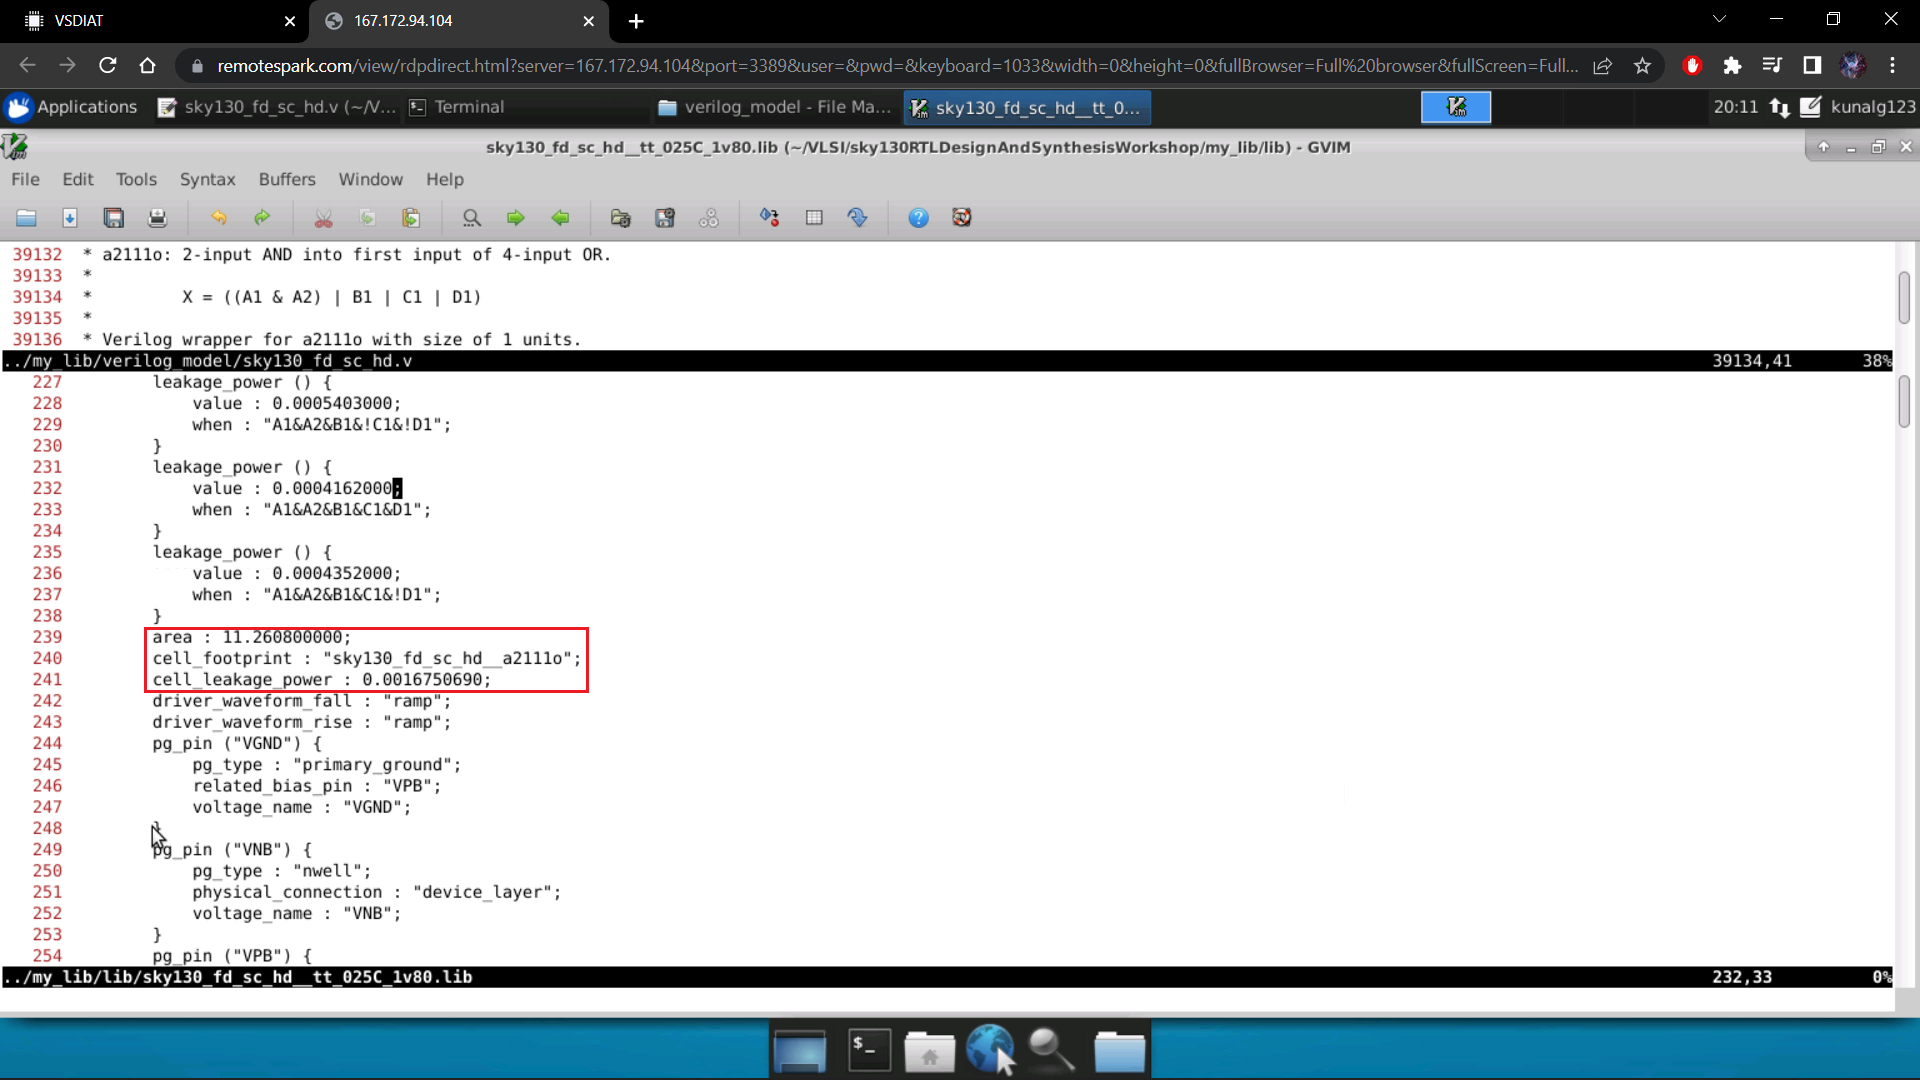 VSDIAT
167.172.94.104
remotespark.com/view/rdpdirect.html?server=167.172.94.104&port=3389&user=&pwd=&keyboard=1033&width=0&height=0&fullBrowser=Full%20browser&fullScreen=Full...
Applications
sky130_fd_sc_hd.v (~/V...
Terminal
verilog_model - File Ma...
sky130_fd_sc_hd__tt_0...
20:11
kunalg123
sky130_fd_sc_hd__tt_025C_1v80.lib (~/VLSI/sky130RTLDesignAndSynthesisWorkshop/my_lib/lib) - GVIM
File Edit Tools Syntax Buffers Window Help
39132 * a2111o: 2-input AND into first input of 4-input OR.
39133 *
39134 * X = ((A1 & A2) | B1 | C1 | D1)
39135 *
39136 * Verilog wrapper for a2111o with size of 1 units.
../my_lib/verilog_model/sky130_fd_sc_hd.v 39134,41 38%
227 leakage_power () {
228 value : 0.0005403000;
229 when : "A1&A2&B1&!C1&!D1";
230 }
231 leakage_power () {
232 value : 0.0004162000;
233 when : "A1&A2&B1&C1&D1";
234 }
235 leakage_power () {
236 value : 0.0004352000;
237 when : "A1&A2&B1&C1&!D1";
238 }
239 area : 11.260800000;
240 cell_footprint : "sky130_fd_sc_hd__a2111o";
241 cell_leakage_power : 0.0016750690;
242 driver_waveform_fall : "ramp";
243 driver_waveform_rise : "ramp";
244 pg_pin ("VGND") {
245 pg_type : "primary_ground";
246 related_bias_pin : "VPB";
247 voltage_name : "VGND";
248 }
249 pg_pin ("VNB") {
250 pg_type : "nwell";
251 physical_connection : "device_layer";
252 voltage_name : "VNB";
253 }
254 pg_pin ("VPB") {
../my_lib/lib/sky130_fd_sc_hd__tt_025C_1v80.lib 232,33 0%
$_